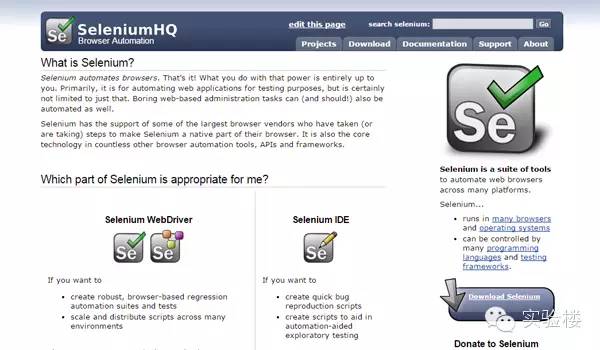 SeleniumHQ
Browser Automation
edit this page
search selenium:
Go
Projects Download Documentation Support About
What is Selenium?
Selenium automates browsers. That's it! What you do with that power is entirely up to
you. Primarily, it is for automating web applications for testing purposes, but is certainly
not limited to just that. Boring web-based administration tasks can (and should!) also be
automated as well.
Selenium has the support of some of the largest browser vendors who have taken (or
are taking) steps to make Selenium a native part of their browser. It is also the core
technology in countless other browser automation tools, APIs and frameworks.
Which part of Selenium is appropriate for me?
Selenium WebDriver
Se
Se
If you want to
create robust, browser-based regression
automation suites and tests
scale and distribute scripts across many
environments
Selenium IDE
Se
If you want to
create quick bug
reproduction scripts
create scripts to aid in
automation-aided
exploratory testing
Se
Selenium is a suite of tools
to automate web browsers
across many platforms.
Selenium...
runs in many browsers
and operating systems
can be controlled by
many programming
languages and testing
frameworks.
Download Selenium
实验楼
Donate to Selenium
Se